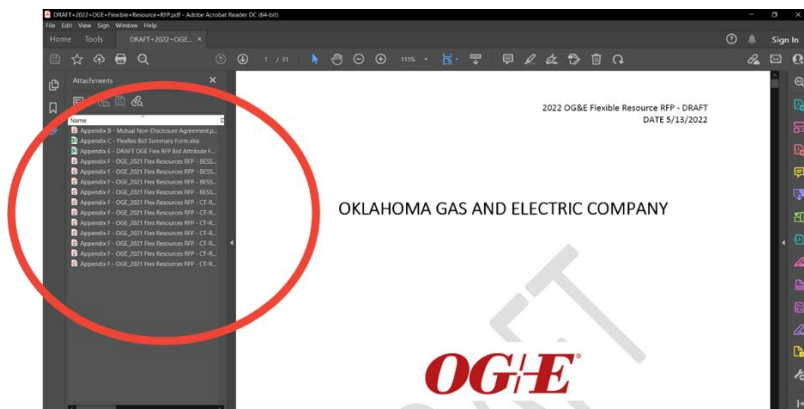 DRAFT+2022+OGE+Flexible+Resource+RFP.pdf - Adobe Acrobat Reader DC (64-bit)
File Edit View Sign Window Help
Home Tools DRAFT+2022+OGE... × Sign In
1 / 31 115%
Attachments ×
Name
Appendix B - Mutual Non-Disclosure Agreement.p...
Appendix C - FlexRes Bid Summary Form.xlsx
Appendix E - DRAFT OGE Flex RFP Bid Attribute F...
Appendix F - OGE_2021 Flex Resources RFP - BESS...
Appendix F - OGE_2021 Flex Resources RFP - BESS...
Appendix F - OGE_2021 Flex Resources RFP - BESS...
Appendix F - OGE_2021 Flex Resources RFP - BESS...
Appendix F - OGE_2021 Flex Resources RFP - CT-R...
Appendix F - OGE_2021 Flex Resources RFP - CT-R...
Appendix F - OGE_2021 Flex Resources RFP - CT-R...
Appendix F - OGE_2021 Flex Resources RFP - CT-R...
Appendix F - OGE_2021 Flex Resources RFP - CT-R...
Appendix F - OGE_2021 Flex Resources RFP - CT-R...
Appendix F - OGE_2021 Flex Resources RFP - CT-R...
2022 OG&E Flexible Resource RFP - DRAFT
DATE 5/13/2022
OKLAHOMA GAS AND ELECTRIC COMPANY
OG+E